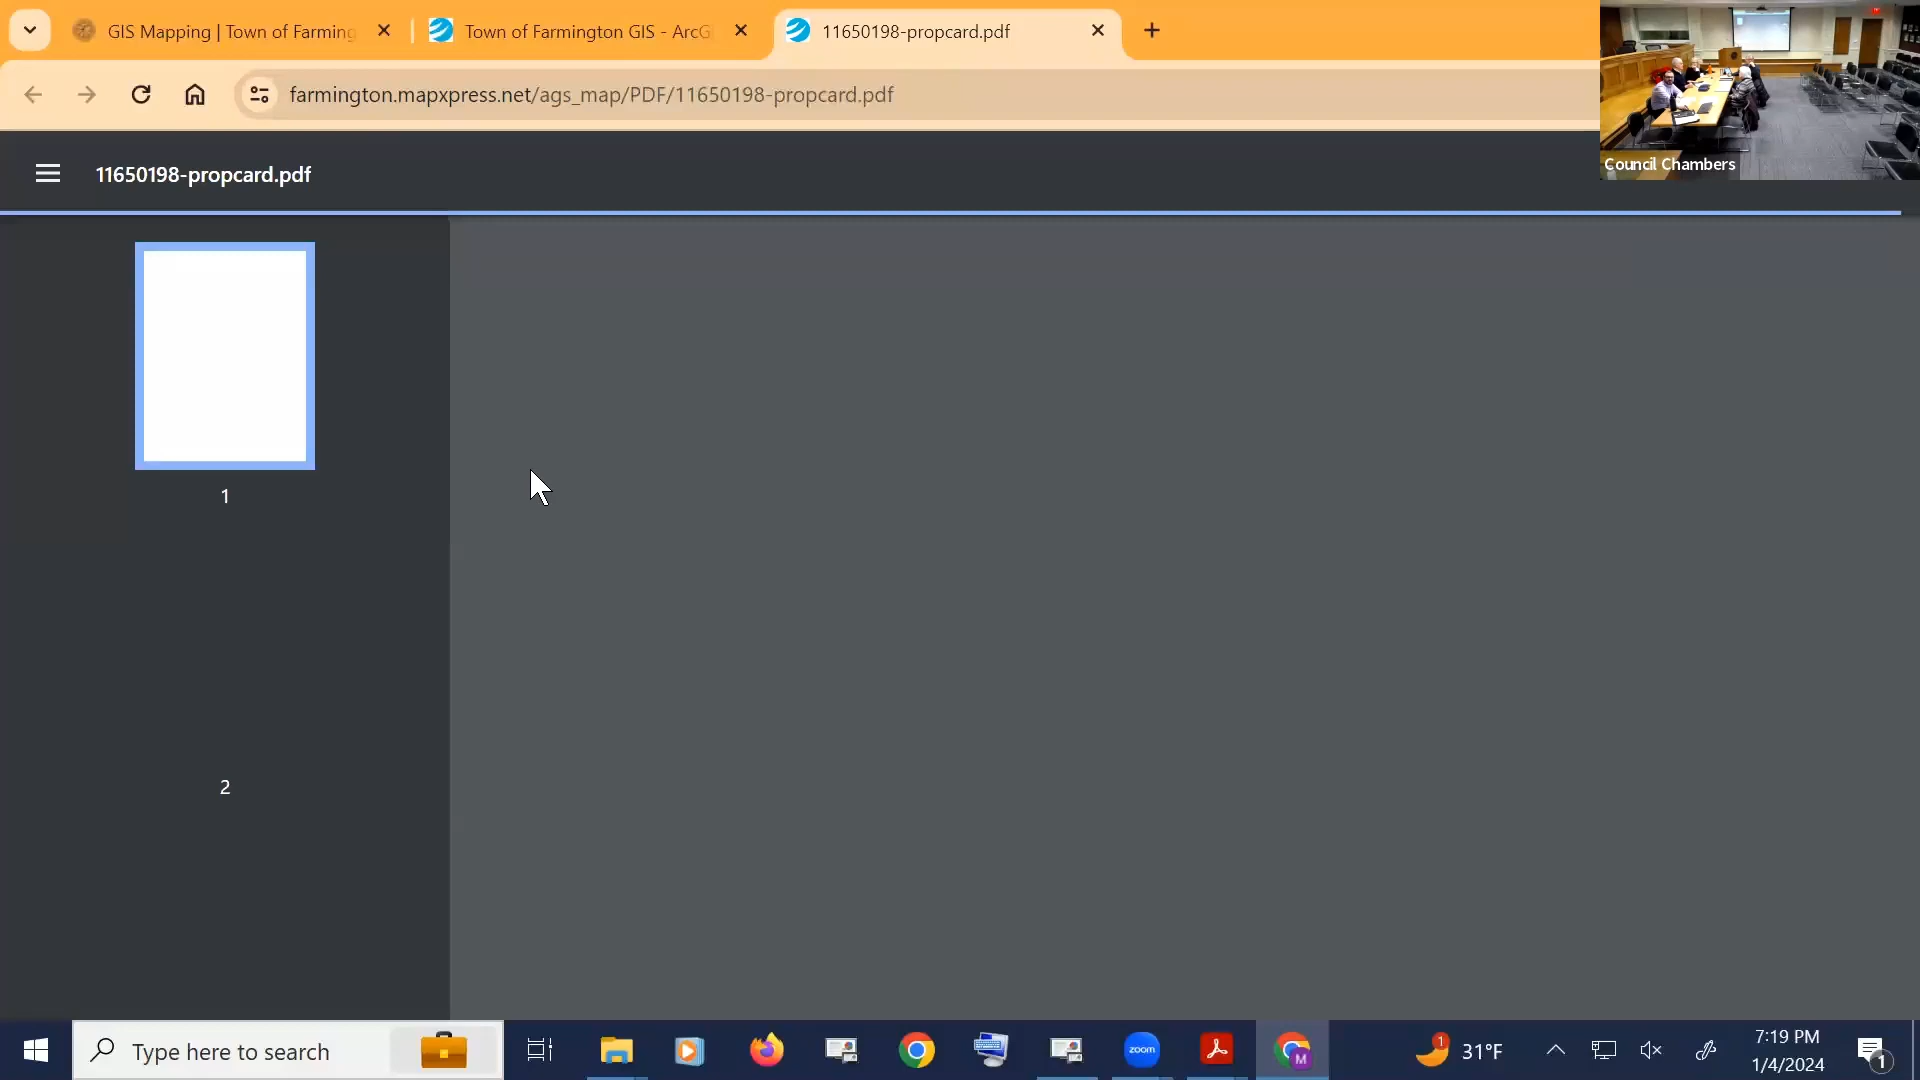 GIS Mapping | Town of Farming
Town of Farmington GIS - ArcG
11650198-propcard.pdf
farmington.mapxpress.net/ags_map/PDF/11650198-propcard.pdf
11650198-propcard.pdf
Council Chambers
1
2
Type here to search
zoom
M
1
31°F
7:19 PM
1/4/2024
1